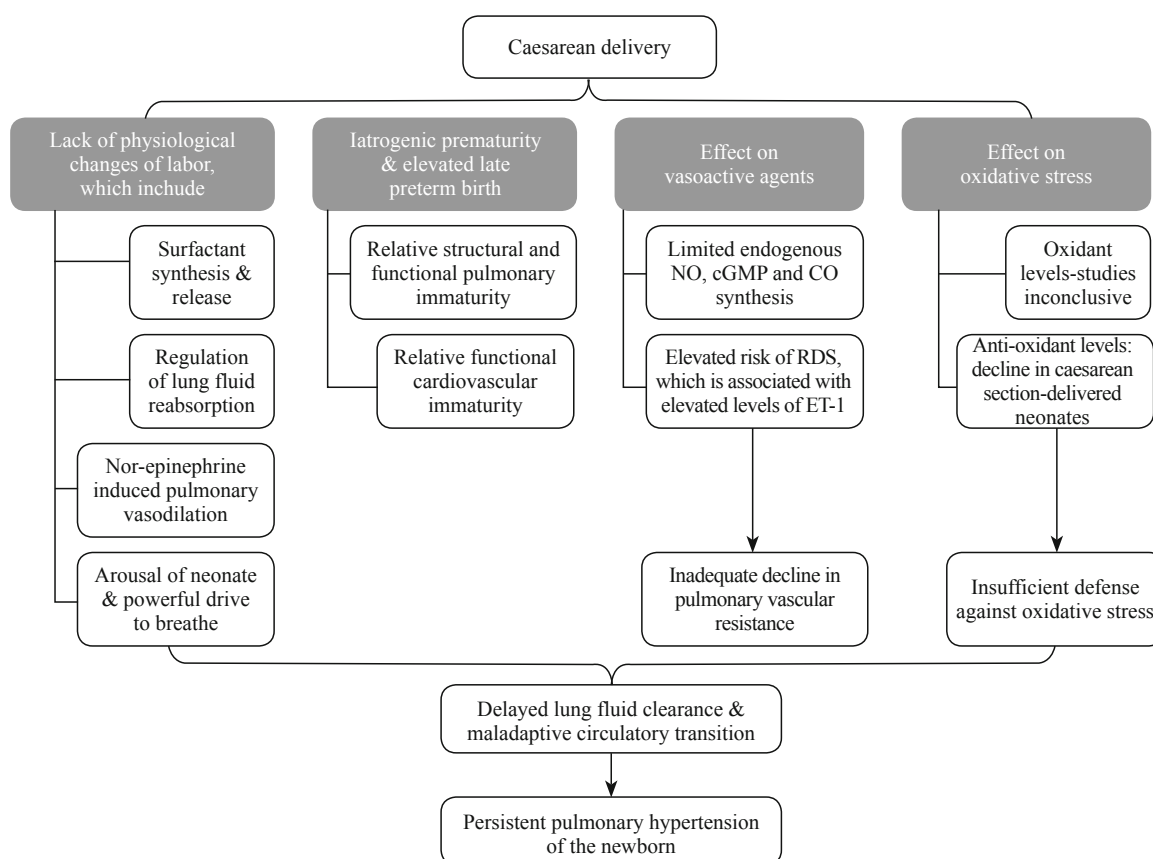 Caesarean delivery
Lack of physiological
changes of labor,
which include
Surfactant
synthesis &
release
Regulation
of lung fluid
reabsorption
Nor-epinephrine
induced pulmonary
vasodilation
Arousal of neonate
& powerful drive
to breathe
Iatrogenic prematurity
& elevated late
preterm birth
Relative structural and
functional pulmonary
immaturity
Relative functional
cardiovascular
immaturity
Effect on
vasoactive agents
Limited endogenous
NO, cGMP and CO
synthesis
Elevated risk of RDS,
which is associated with
elevated levels of ET-1
Inadequate decline in
pulmonary vascular
resistance
Effect on
oxidative stress
Oxidant
levels-studies
inconclusive
Anti-oxidant levels:
decline in caesarean
section-delivered
neonates
Insufficient defense
against oxidative stress
Delayed lung fluid clearance &
maladaptive circulatory transition
Persistent pulmonary hypertension
of the newborn